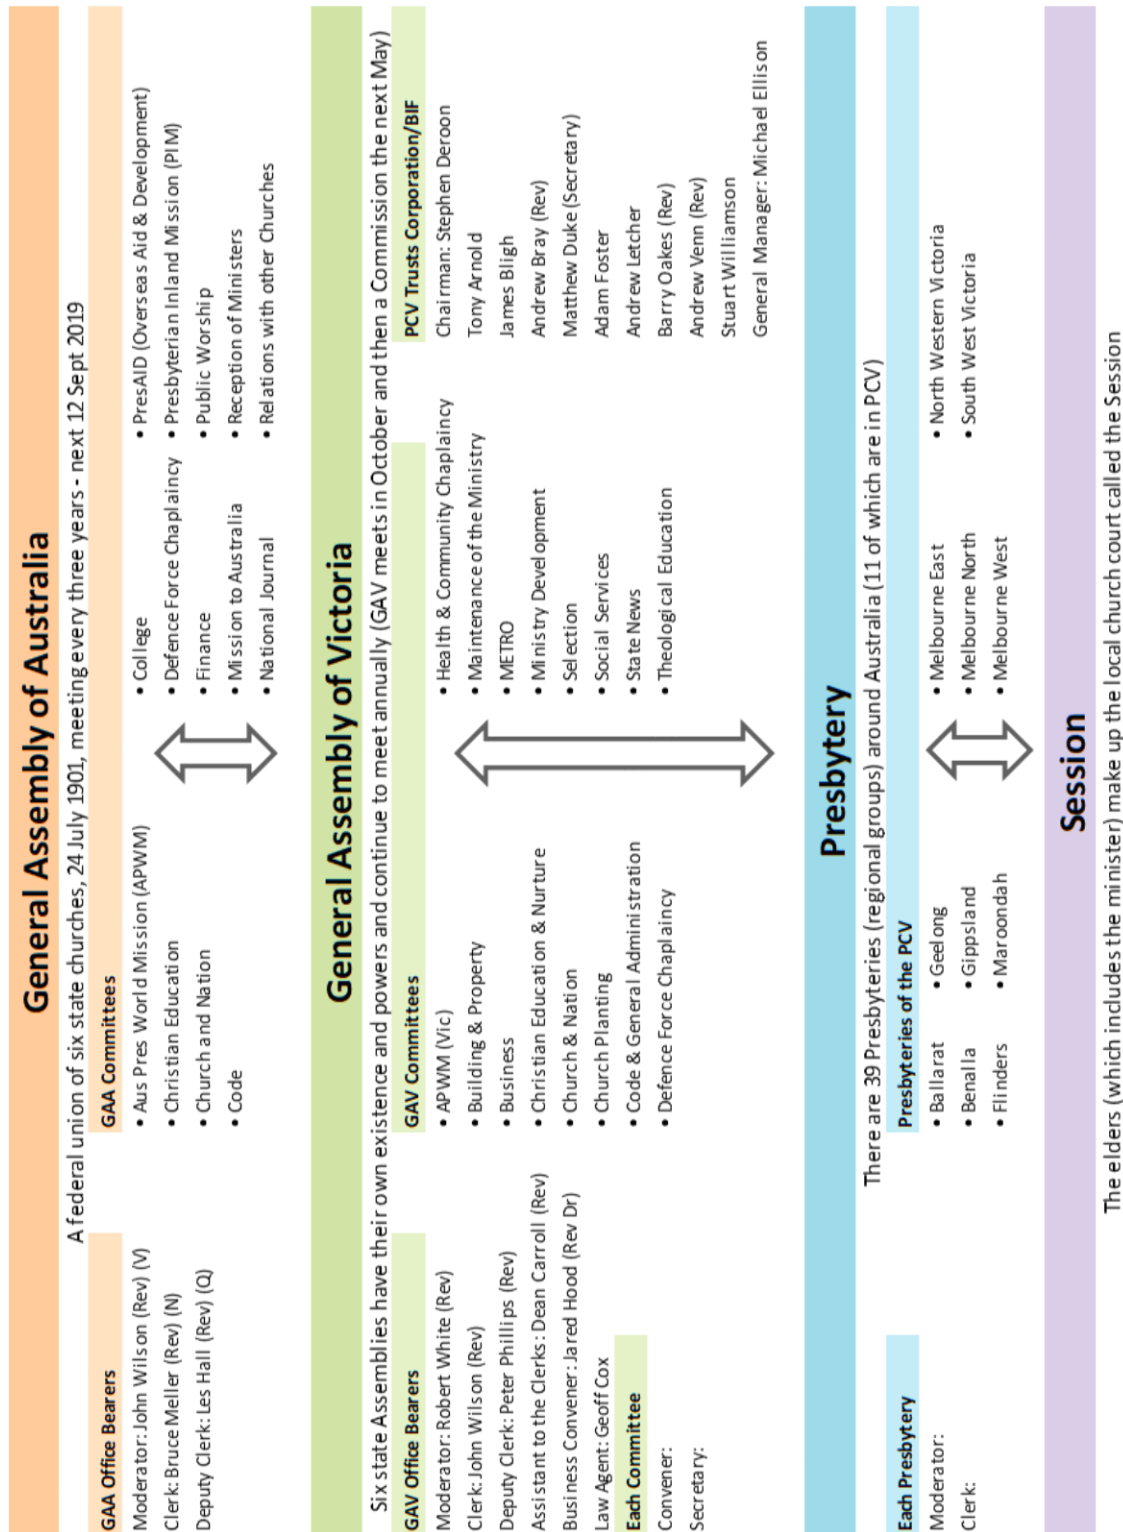 General Assembly of Australia
A federal union of six state churches, 24 July 1901, meeting every three years - next 12 Sept 2019
GAA Office Bearers
Moderator: John Wilson (Rev) (V)
Clerk: Bruce Meller (Rev) (N)
Deputy Clerk: Les Hall (Rev) (Q)
GAA Committees
• Aus Pres World Mission (APWM)
• Christian Education
• Church and Nation
• Code
• College
• Defence Force Chaplaincy
• Finance
• Mission to Australia
• National Journal
• PresAID (Overseas Aid & Development)
• Presbyterian Inland Mission (PIM)
• Public Worship
• Reception of Ministers
• Relations with other Churches
General Assembly of Victoria
Six state Assemblies have their own existence and powers and continue to meet annually (GAV meets in October and then a Commission the next May)
GAV Office Bearers
Moderator: Robert White (Rev)
Clerk: John Wilson (Rev)
Deputy Clerk: Peter Phillips (Rev)
Assistant to the Clerks: Dean Carroll (Rev)
Business Convener: Jared Hood (Rev Dr)
Law Agent: Geoff Cox
Each Committee
Convener:
Secretary:
GAV Committees
• APWM (Vic)
• Building & Property
• Business
• Christian Education & Nurture
• Church & Nation
• Church Planting
• Code & General Administration
• Defence Force Chaplaincy
• Health & Community Chaplaincy
• Maintenance of the Ministry
• METRO
• Ministry Development
• Selection
• Social Services
• State News
• Theological Education
PCV Trusts Corporation/BIF
Chairman: Stephen Deroon
Tony Arnold
James Bligh
Andrew Bray (Rev)
Matthew Duke (Secretary)
Adam Foster
Andrew Letcher
Barry Oakes (Rev)
Andrew Venn (Rev)
Stuart Williamson
General Manager: Michael Ellison
Presbytery
There are 39 Presbyteries (regional groups) around Australia (11 of which are in PCV)
Each Presbytery
Moderator:
Clerk:
Presbyteries of the PCV
• Ballarat
• Benalla
• Flinders
• Geelong
• Gippsland
• Maroondah
• Melbourne East
• Melbourne North
• Melbourne West
• North Western Victoria
• South West Victoria
Session
The elders (which includes the minister) make up the local church court called the Session